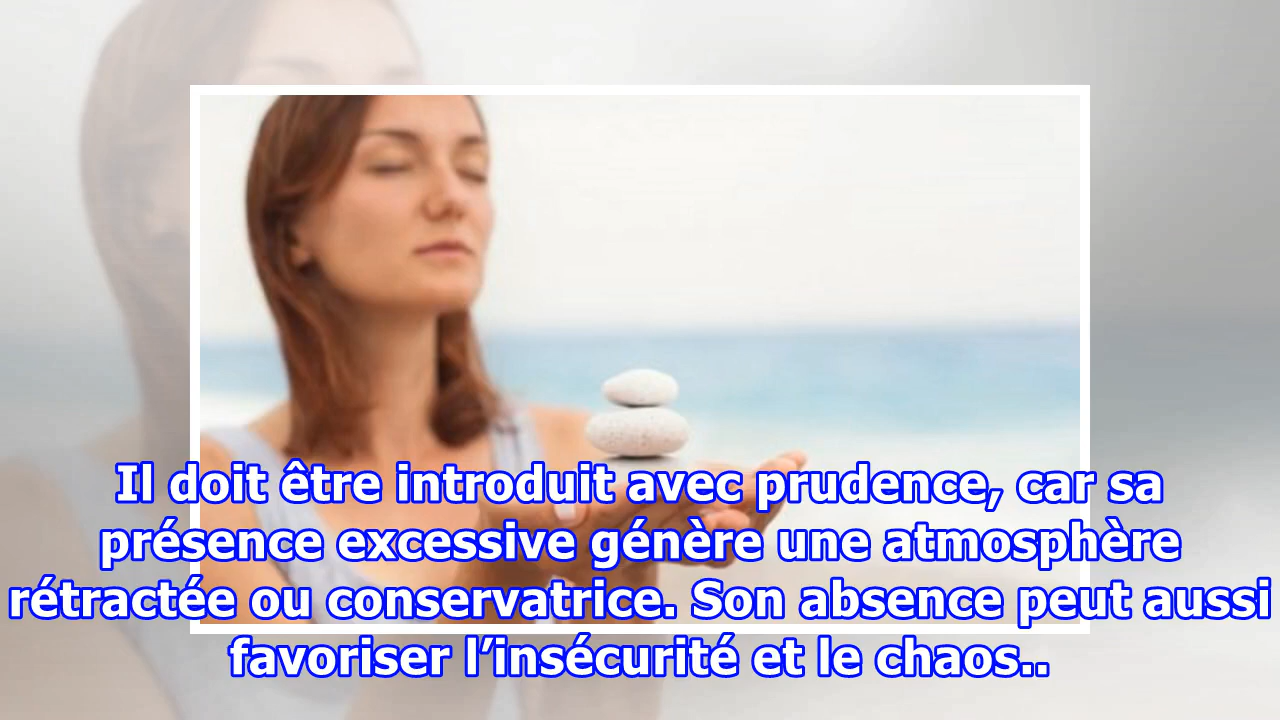 Il doit être introduit avec prudence, car sa
présence excessive génère une atmosphère
rétractée ou conservatrice. Son absence peut aussi
favoriser l’insécurité et le chaos..